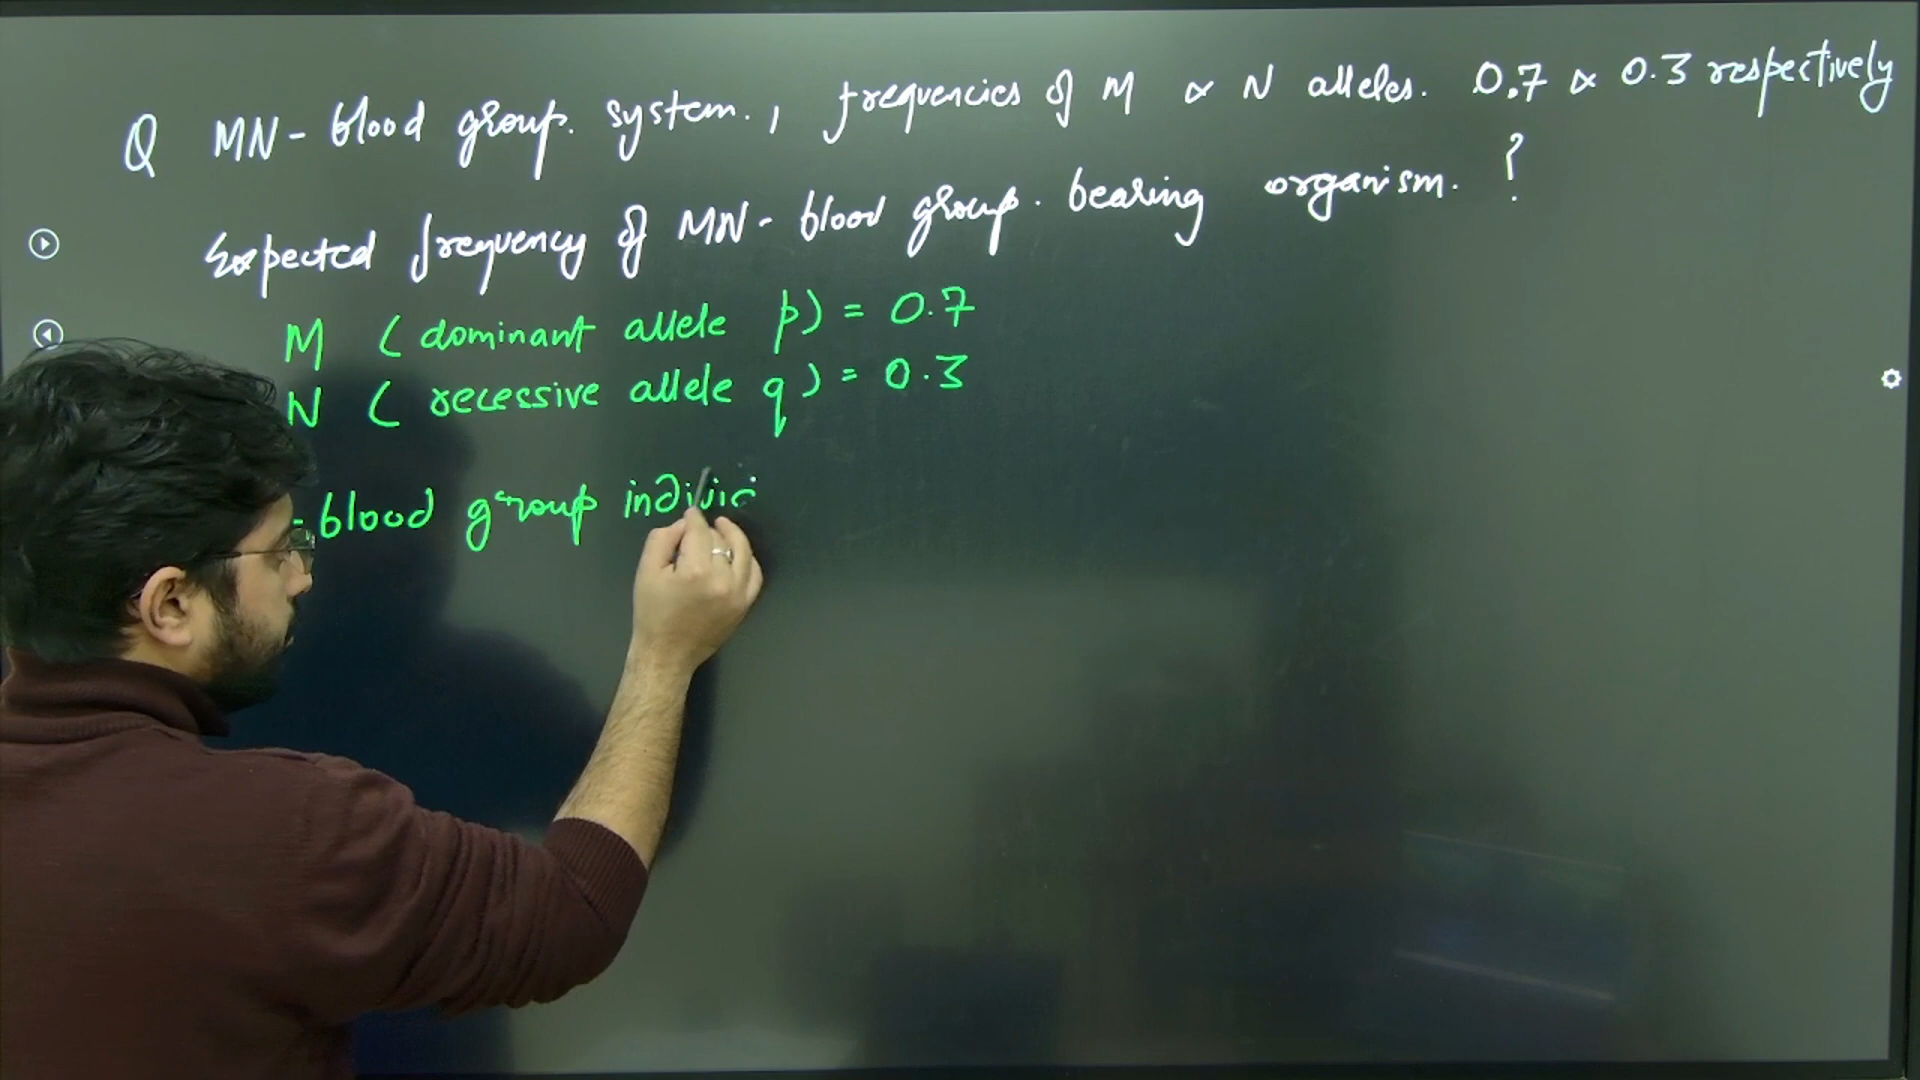 Q MN-blood group. system., frequencies of M & N alleles. 0.7 & 0.3 respectively
Expected frequency of MN-blood group. bearing organism. ?
M (dominant allele p) = 0.7
N (recessive allele q) = 0.3
-blood group individ